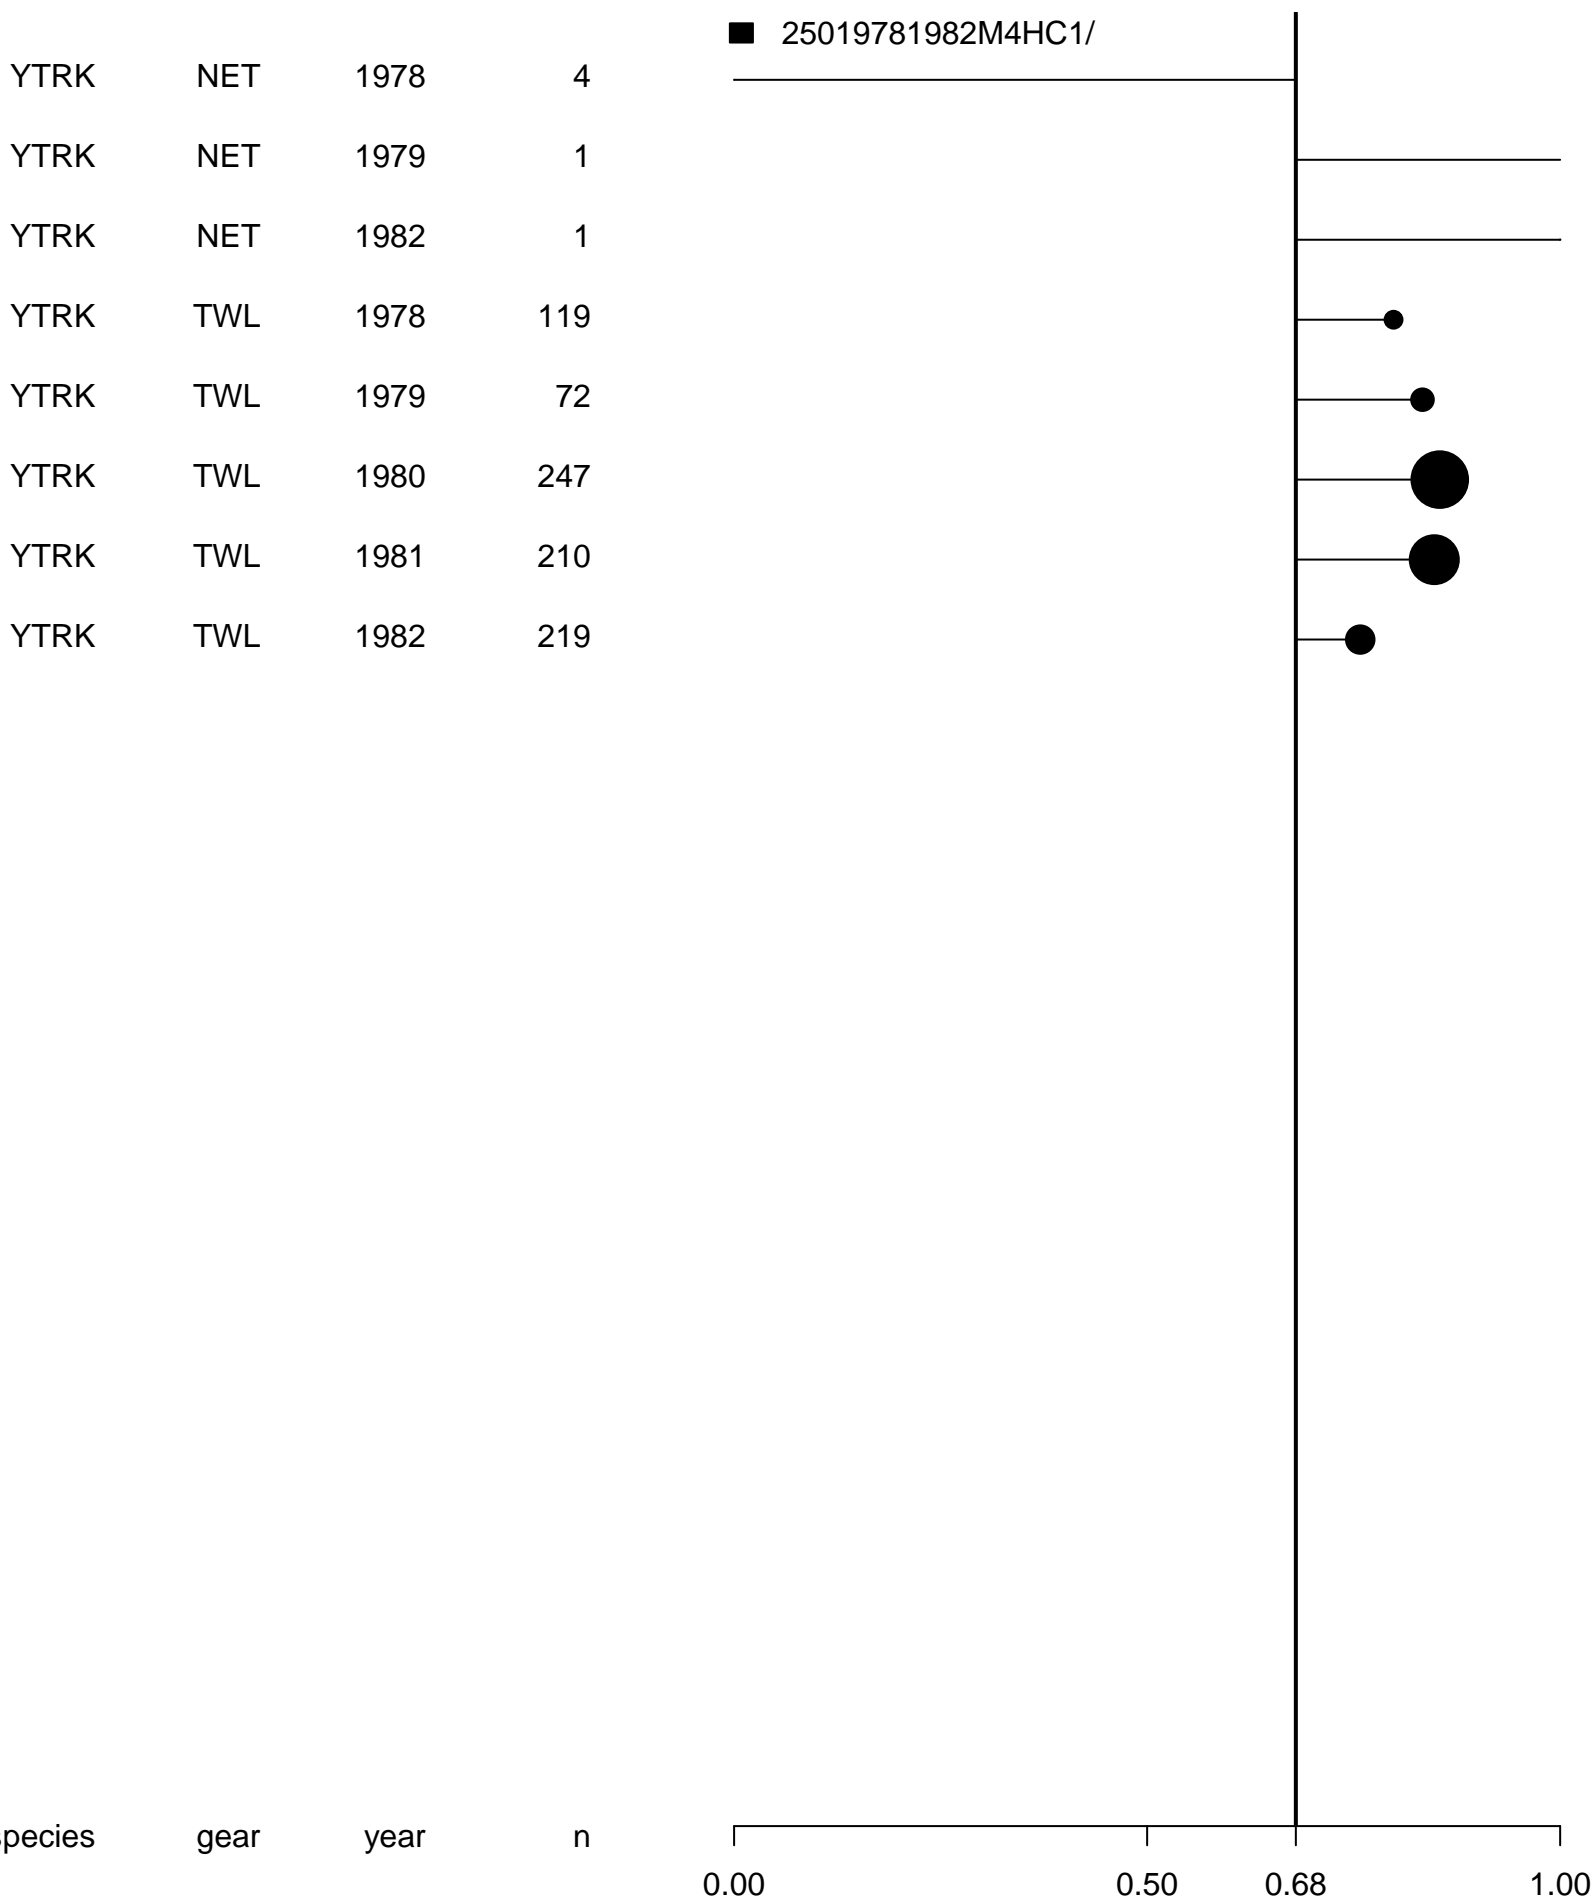 25019781982M4HC1/
YTRK NET 1978 4
YTRK NET 1979 1
YTRK NET 1982 1
YTRK TWL 1978 119
YTRK TWL 1979 72
YTRK TWL 1980 247
YTRK TWL 1981 210
YTRK TWL 1982 219
species gear year n
0.00 0.50 0.68 1.00